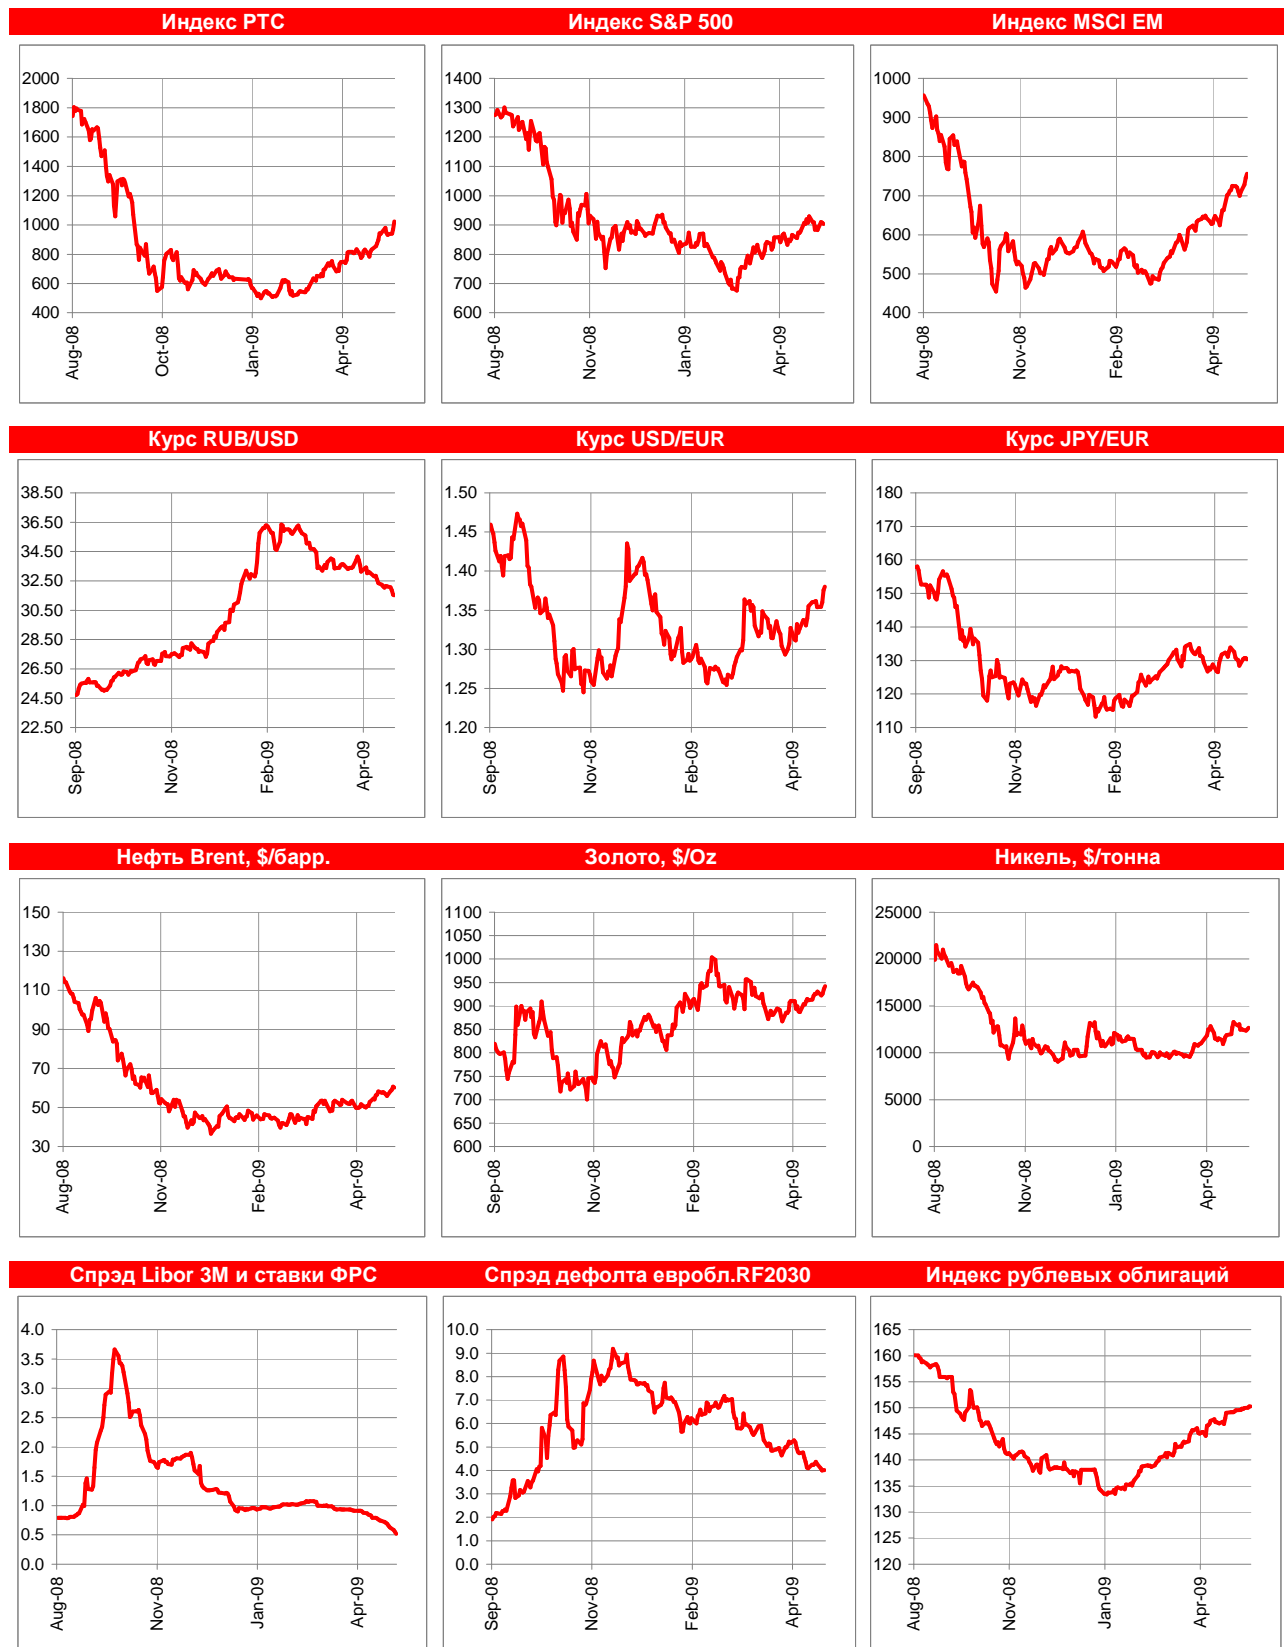 Индекс РТС
Индекс S&P 500
Индекс MSCI EM
2000
1800
1600
1400
1200
1000
800
600
400
Aug-08
Oct-08
Jan-09
Apr-09
1400
1300
1200
1100
1000
900
800
700
600
Aug-08
Nov-08
Jan-09
Apr-09
1000
900
800
700
600
500
400
Aug-08
Nov-08
Feb-09
Apr-09
Курс RUB/USD
Курс USD/EUR
Курс JPY/EUR
38.50
36.50
34.50
32.50
30.50
28.50
26.50
24.50
22.50
Sep-08
Nov-08
Feb-09
Apr-09
1.50
1.45
1.40
1.35
1.30
1.25
1.20
Sep-08
Nov-08
Feb-09
Apr-09
180
170
160
150
140
130
120
110
Sep-08
Nov-08
Feb-09
Apr-09
Нефть Brent, $/барр.
Золото, $/Oz
Никель, $/тонна
150
130
110
90
70
50
30
Aug-08
Nov-08
Feb-09
Apr-09
1100
1050
1000
950
900
850
800
750
700
650
600
Sep-08
Nov-08
Feb-09
Apr-09
25000
20000
15000
10000
5000
0
Aug-08
Nov-08
Jan-09
Apr-09
Спрэд Libor 3M и ставки ФРС
Спрэд дефолта евробл.RF2030
Индекс рублевых облигаций
4.0
3.5
3.0
2.5
2.0
1.5
1.0
0.5
0.0
Aug-08
Nov-08
Jan-09
Apr-09
10.0
9.0
8.0
7.0
6.0
5.0
4.0
3.0
2.0
1.0
0.0
Sep-08
Nov-08
Feb-09
Apr-09
165
160
155
150
145
140
135
130
125
120
Aug-08
Nov-08
Jan-09
Apr-09